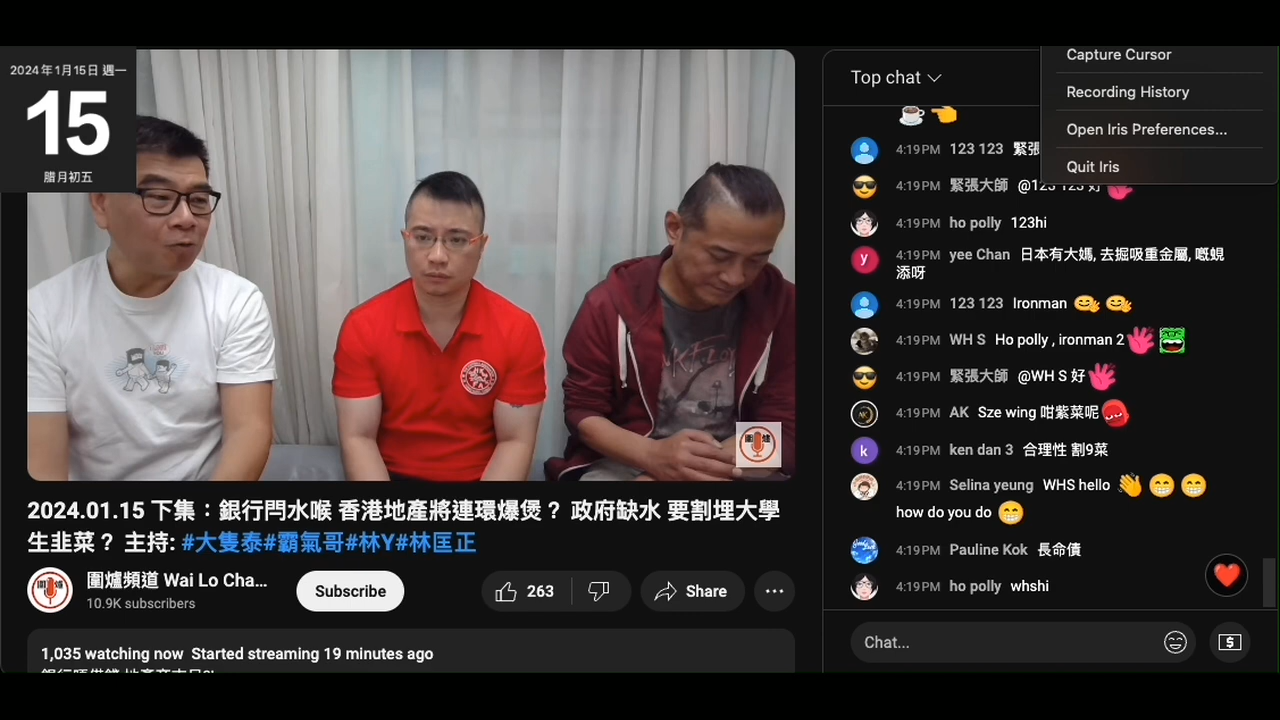 2024年1月15日 週一
15
腊月初五
2024.01.15 下集：銀行閂水喉 香港地產將連環爆煲？ 政府缺水 要割埋大學
生韭菜？ 主持: #大隻泰#霸氣哥#林Y#林匡正
圍爐頻道 Wai Lo Cha...
10.9K subscribers
Subscribe
263
Share
1,035 watching now Started streaming 19 minutes ago
Top chat
Capture Cursor
Recording History
Open Iris Preferences...
Quit Iris
4:19PM 123 123 緊張
4:19PM 緊張大師 @123 123 好
4:19PM ho polly 123hi
4:19PM yee Chan 日本有大媽, 去掘吸重金屬, 嘅蜆
添呀
4:19PM 123 123 Ironman
4:19PM WH S Ho polly , ironman 2
4:19PM 緊張大師 @WH S 好
4:19PM AK Sze wing 咁紫菜呢
4:19PM ken dan 3 合理性 割9菜
4:19PM Selina yeung WHS hello
how do you do
4:19PM Pauline Kok 長命債
4:19PM ho polly whshi
Chat...